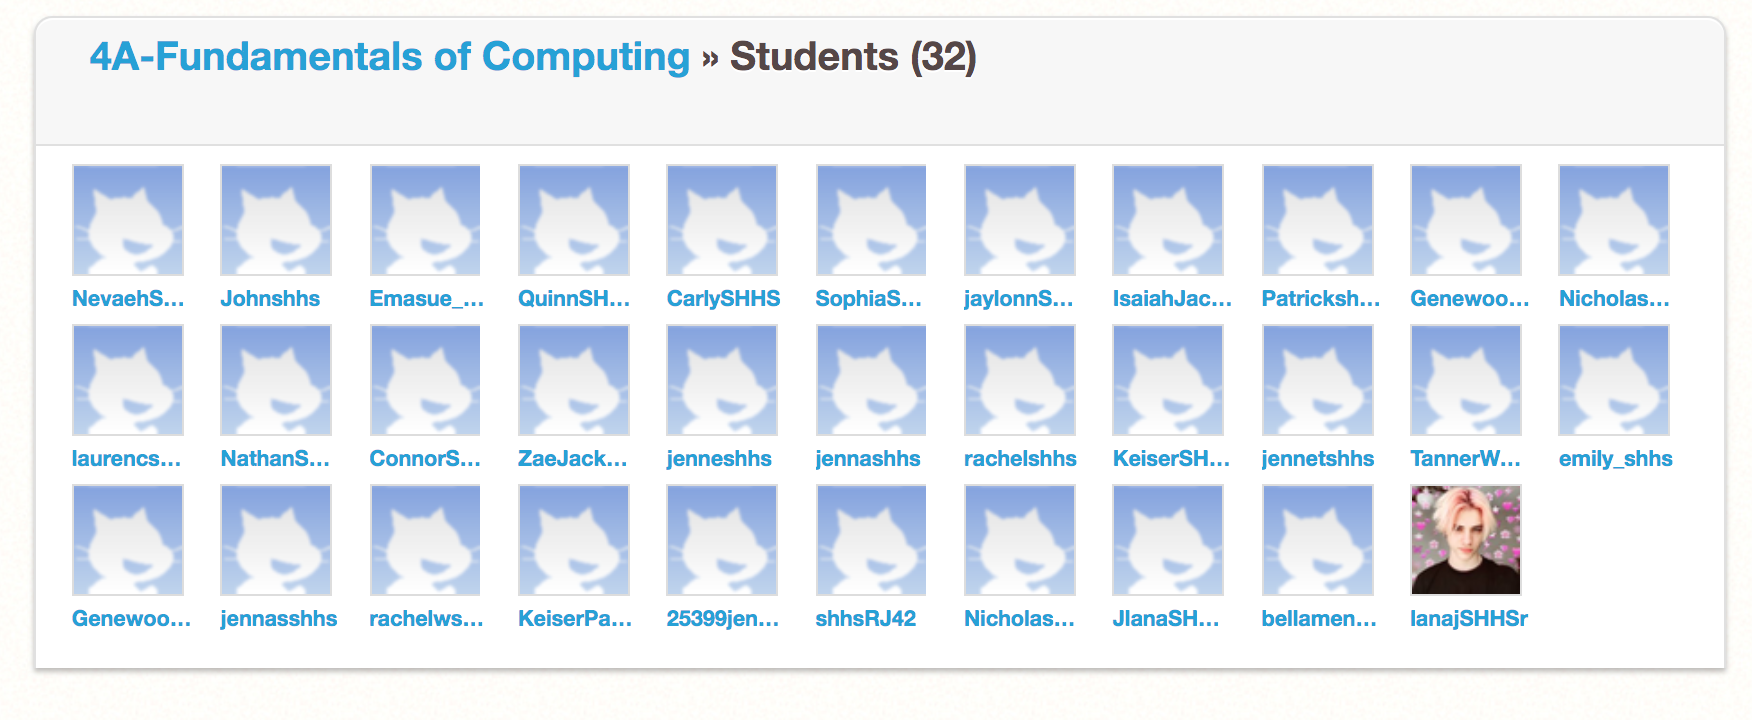 4A-Fundamentals of Computing » Students (32)
NevaehS... Johnshhs Emasue_... QuinnSH... CarlySHHS SophiaS... jaylonnS... IsaiahJac... Patricksh... Genewoo... Nicholas...
laurencs... NathanS... ConnorS... ZaeJack... jenneshhs jennashhs rachelshhs KeiserSH... jennetshhs TannerW... emily_shhs
Genewoo... jennasshhs rachelws... KeiserPa... 25399jen... shhsRJ42 Nicholas... JlanaSH... bellamen... lanajSHHSr